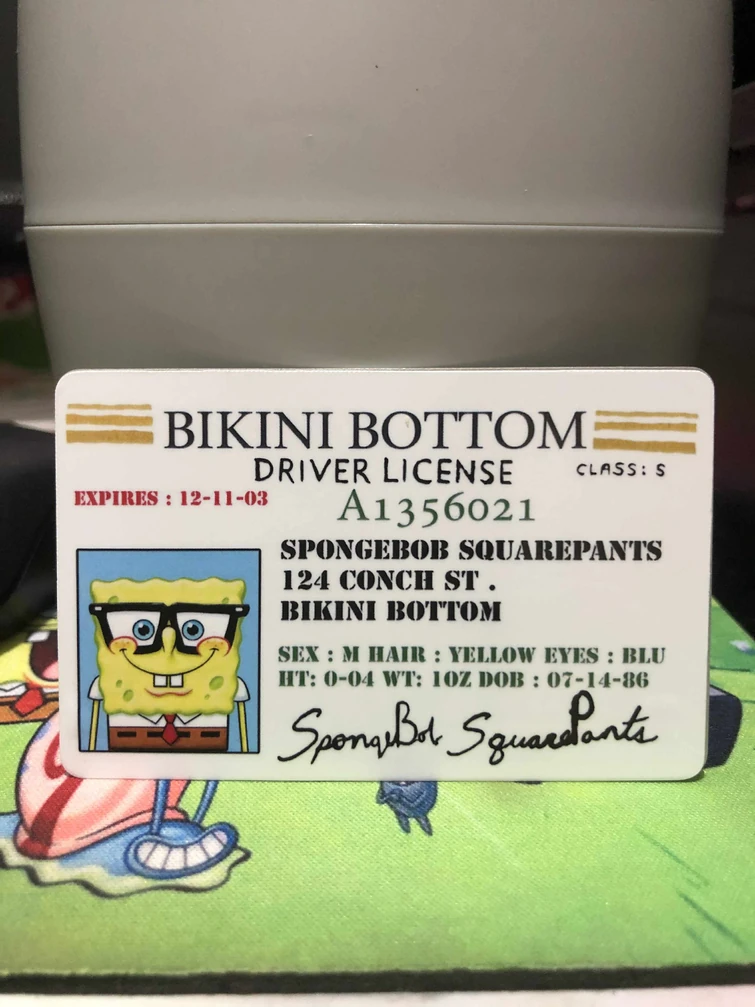 BIKINI BOTTOM
DRIVER LICENSE CLASS: S
EXPIRES : 12-11-03 A1356021
SPONGEBOB SQUAREPANTS
124 CONCH ST .
BIKINI BOTTOM
SEX : M HAIR : YELLOW EYES : BLU
HT: 0-04 WT: 1OZ DOB : 07-14-86
SpongeBob SquarePants